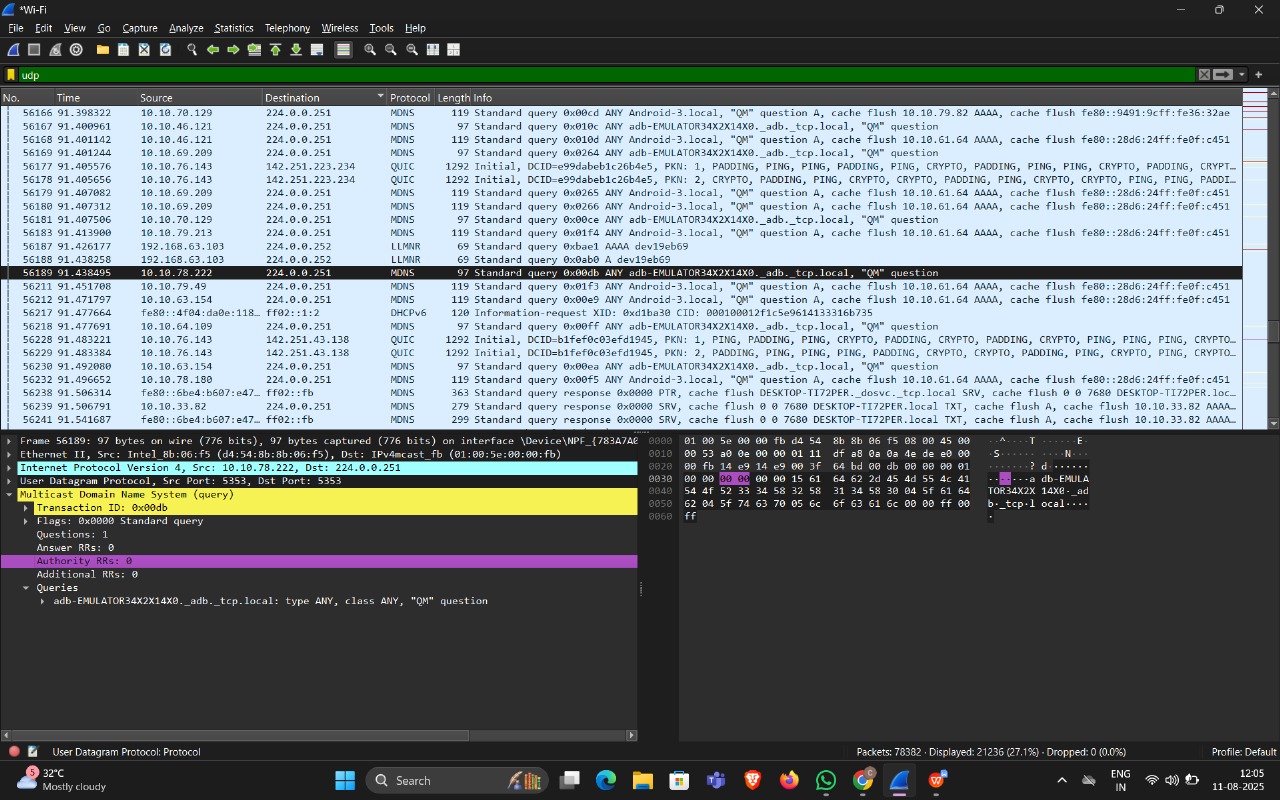 *Wi-Fi
File Edit View Go Capture Analyze Statistics Telephony Wireless Tools Help
udp
No. Time Source Destination Protocol Length Info
56166 91.398322 10.10.70.129 224.0.0.251 MDNS 119 Standard query 0x00cd ANY Android-3.local, "QM" question A, cache flush 10.10.79.82 AAAA, cache flush fe80::9491:9cff:fe36:32ae
56167 91.400961 10.10.46.121 224.0.0.251 MDNS 97 Standard query 0x010c ANY adb-EMULATOR34X2X14X0._adb._tcp.local, "QM" question
56168 91.401142 10.10.46.121 224.0.0.251 MDNS 119 Standard query 0x010d ANY Android-3.local, "QM" question A, cache flush 10.10.61.64 AAAA, cache flush fe80::28d6:24ff:fe0f:c451
56169 91.401244 10.10.69.209 224.0.0.251 MDNS 97 Standard query 0x0264 ANY adb-EMULATOR34X2X14X0._adb._tcp.local, "QM" question
56177 91.405576 10.10.76.143 142.251.223.234 QUIC 1292 Initial, DCID=e99dabeb1c26b4e5, PKN: 1, PADDING, PING, PING, PADDING, PING, CRYPTO, PADDING, PING, PING, CRYPTO, PADDING, CRYPT…
56178 91.405656 10.10.76.143 142.251.223.234 QUIC 1292 Initial, DCID=e99dabeb1c26b4e5, PKN: 2, CRYPTO, PADDING, PING, CRYPTO, CRYPTO, PADDING, PING, CRYPTO, CRYPTO, PING, CRYPTO, PADDI…
56179 91.407082 10.10.69.209 224.0.0.251 MDNS 119 Standard query 0x0265 ANY Android-3.local, "QM" question A, cache flush 10.10.61.64 AAAA, cache flush fe80::28d6:24ff:fe0f:c451
56180 91.407312 10.10.69.209 224.0.0.251 MDNS 119 Standard query 0x0266 ANY Android-3.local, "QM" question A, cache flush 10.10.61.64 AAAA, cache flush fe80::28d6:24ff:fe0f:c451
56181 91.407506 10.10.70.129 224.0.0.251 MDNS 97 Standard query 0x00ce ANY adb-EMULATOR34X2X14X0._adb._tcp.local, "QM" question
56183 91.413900 10.10.79.213 224.0.0.251 MDNS 119 Standard query 0x01f4 ANY Android-3.local, "QM" question A, cache flush 10.10.61.64 AAAA, cache flush fe80::28d6:24ff:fe0f:c451
56187 91.426177 192.168.63.103 224.0.0.252 LLMNR 69 Standard query 0xbae1 AAAA dev19eb69
56188 91.438258 192.168.63.103 224.0.0.252 LLMNR 69 Standard query 0x0ab0 A dev19eb69
56189 91.438495 10.10.78.222 224.0.0.251 MDNS 97 Standard query 0x00db ANY adb-EMULATOR34X2X14X0._adb._tcp.local, "QM" question
56211 91.451708 10.10.79.49 224.0.0.251 MDNS 119 Standard query 0x01f3 ANY Android-3.local, "QM" question A, cache flush 10.10.61.64 AAAA, cache flush fe80::28d6:24ff:fe0f:c451
56212 91.471797 10.10.63.154 224.0.0.251 MDNS 119 Standard query 0x00e9 ANY Android-3.local, "QM" question A, cache flush 10.10.61.64 AAAA, cache flush fe80::28d6:24ff:fe0f:c451
56217 91.477664 fe80::4f04:da0e:118… ff02::1:2 DHCPv6 120 Information-request XID: 0xd1ba30 CID: 000100012f1c5e9614133316b735
56218 91.477691 10.10.64.109 224.0.0.251 MDNS 97 Standard query 0x00ff ANY adb-EMULATOR34X2X14X0._adb._tcp.local, "QM" question
56228 91.483221 10.10.76.143 142.251.43.138 QUIC 1292 Initial, DCID=b1fef0c03efd1945, PKN: 1, PING, PADDING, PING, CRYPTO, PADDING, CRYPTO, PADDING, CRYPTO, PADDING, PING, PING, PING, CRYPTO…
56229 91.483384 10.10.76.143 142.251.43.138 QUIC 1292 Initial, DCID=b1fef0c03efd1945, PKN: 2, PADDING, PING, PING, PING, PADDING, CRYPTO, CRYPTO, PADDING, PING, CRYPTO, PING, PING, CRYPTO…
56230 91.492080 10.10.63.154 224.0.0.251 MDNS 97 Standard query 0x00ea ANY adb-EMULATOR34X2X14X0._adb._tcp.local, "QM" question
56232 91.496652 10.10.78.180 224.0.0.251 MDNS 119 Standard query 0x00f5 ANY Android-3.local, "QM" question A, cache flush 10.10.61.64 AAAA, cache flush fe80::28d6:24ff:fe0f:c451
56238 91.506314 fe80::6be4:b607:e47… ff02::fb MDNS 363 Standard query response 0x0000 PTR, cache flush DESKTOP-TI72PER._dosvc._tcp.local SRV, cache flush 0 0 7680 DESKTOP-TI72PER.loc…
56239 91.506791 10.10.33.82 224.0.0.251 MDNS 279 Standard query response 0x0000 SRV, cache flush 0 0 7680 DESKTOP-TI72PER.local TXT, cache flush A, cache flush 10.10.33.82 AAAA…
56241 91.541687 fe80::6be4:b607:e47… ff02::fb MDNS 299 Standard query response 0x0000 SRV, cache flush 0 0 7680 DESKTOP-TI72PER.local TXT, cache flush A, cache flush 10.10.33.82 AAAA…
Frame 56189: 97 bytes on wire (776 bits), 97 bytes captured (776 bits) on interface \Device\NPF_{783A7A0
Ethernet II, Src: Intel_8b:06:f5 (d4:54:8b:8b:06:f5), Dst: IPv4mcast_fb (01:00:5e:00:00:fb)
Internet Protocol Version 4, Src: 10.10.78.222, Dst: 224.0.0.251
User Datagram Protocol, Src Port: 5353, Dst Port: 5353
Multicast Domain Name System (query)
Transaction ID: 0x00db
Flags: 0x0000 Standard query
Questions: 1
Answer RRs: 0
Authority RRs: 0
Additional RRs: 0
Queries
adb-EMULATOR34X2X14X0._adb._tcp.local: type ANY, class ANY, "QM" question
0000 01 00 5e 00 00 fb d4 54 8b 8b 06 f5 08 00 45 00 ··^····T ······E·
0010 00 53 a0 0e 00 00 01 11 df a8 0a 0a 4e de e0 00 ·S······ ····N···
0020 00 fb 14 e9 14 e9 00 3f 64 bd 00 db 00 00 00 01 ·······? d·······
0030 00 00 00 00 00 00 15 61 64 62 2d 45 4d 55 4c 41 ·······a db-EMULA
0040 54 4f 52 33 34 58 32 58 31 34 58 30 04 5f 61 64 TOR34X2X 14X0·_ad
0050 62 04 5f 74 63 70 05 6c 6f 63 61 6c 00 00 ff 00 b·_tcp·l ocal····
0060 ff ·
User Datagram Protocol: Protocol
Packets: 78382 · Displayed: 21236 (27.1%) · Dropped: 0 (0.0%)
Profile: Default
5
32°C
Mostly cloudy
Search
ENG
IN
12:05
11-08-2025